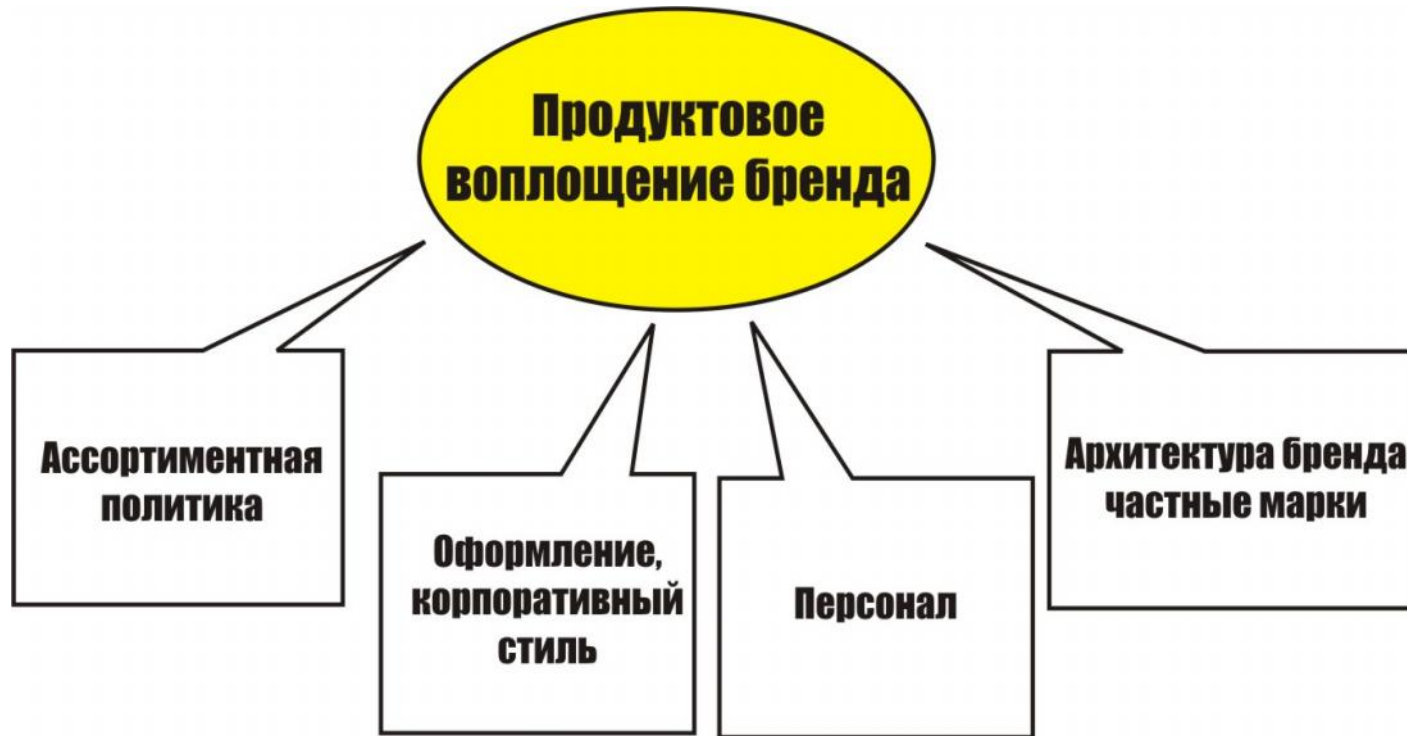 Продуктовое
воплощение бренда
Ассортиментная
политика
Оформление,
корпоративный
стиль
Персонал
Архитектура бренда
частные марки